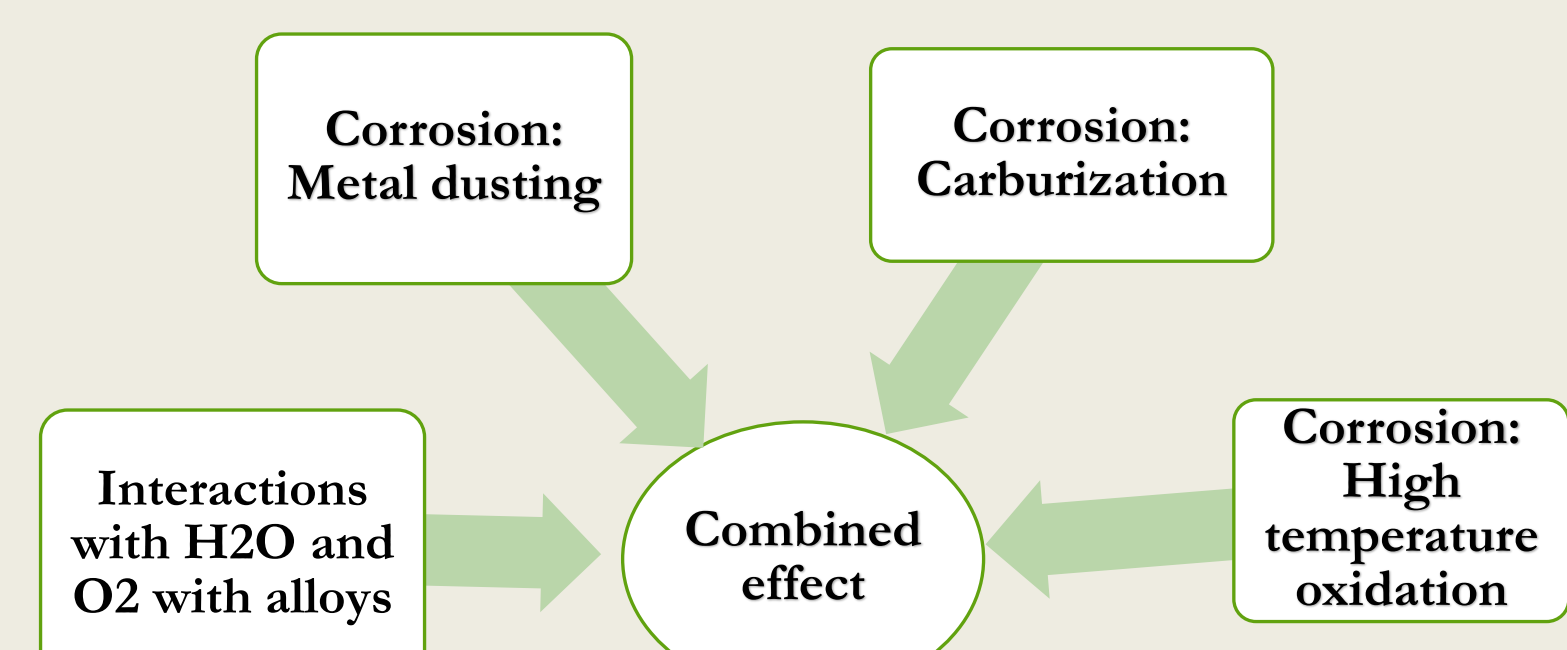 Corrosion:
Metal dusting
Corrosion:
Carburization
Interactions
with H2O and
O2 with alloys
Combined
effect
Corrosion:
High
temperature
oxidation